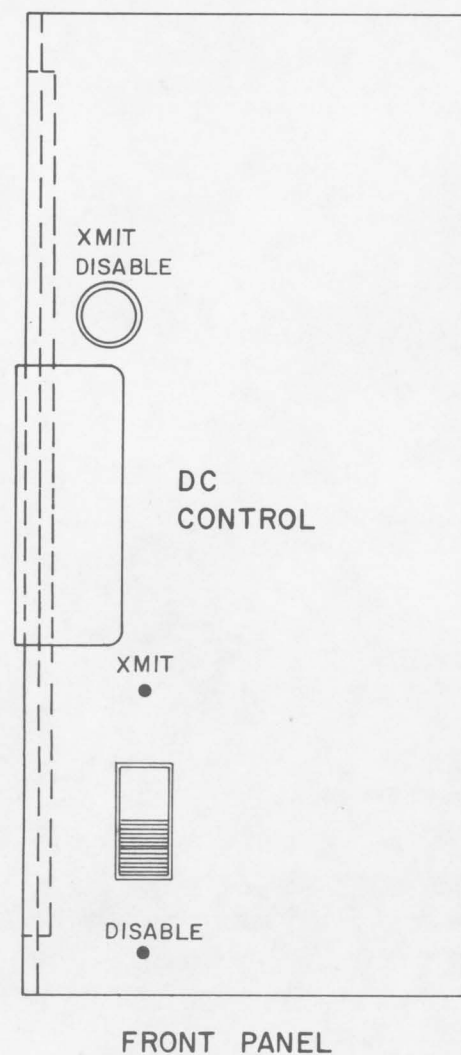 XMIT
DISABLE
DC
CONTROL
XMIT
DISABLE
FRONT PANEL